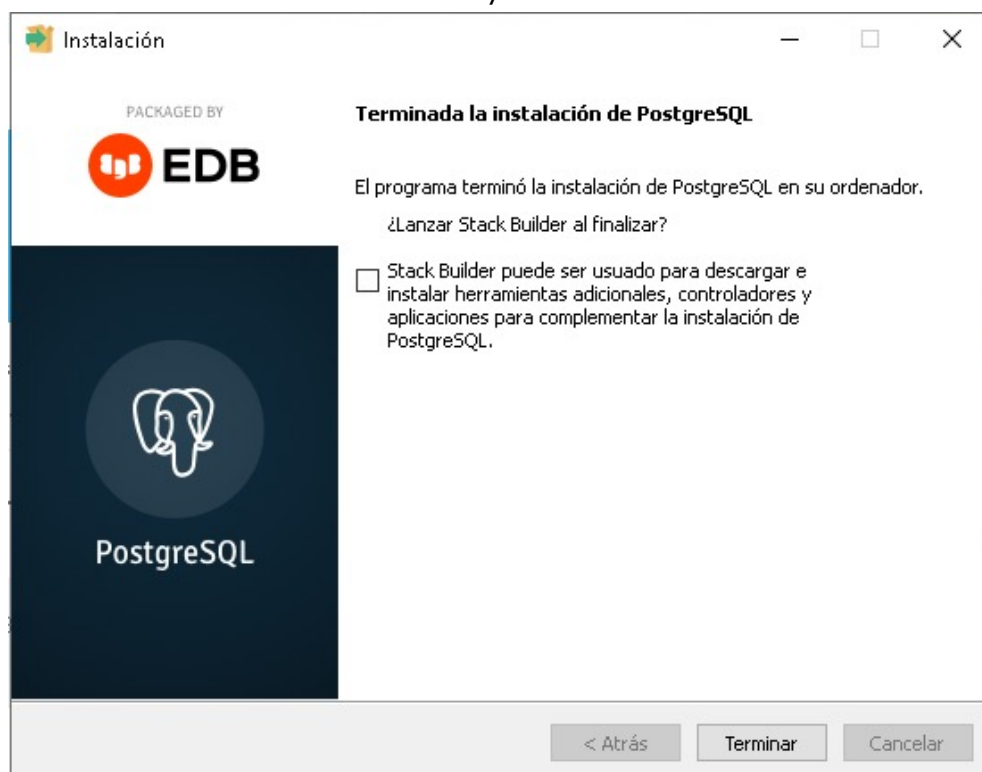 Instalación
PACKAGED BY
EDB
Terminada la instalación de PostgreSQL
El programa terminó la instalación de PostgreSQL en su ordenador.
¿Lanzar Stack Builder al finalizar?
Stack Builder puede ser usado para descargar e
instalar herramientas adicionales, controladores y
aplicaciones para complementar la instalación de
PostgreSQL.
PostgreSQL
< Atrás
Terminar
Cancelar